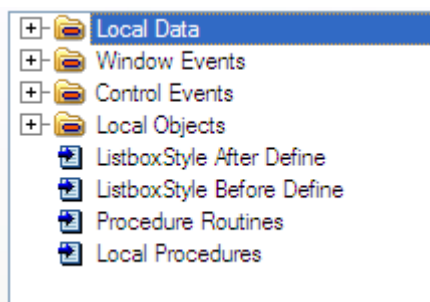 Local Data
Window Events
Control Events
Local Objects
ListboxStyle After Define
ListboxStyle Before Define
Procedure Routines
Local Procedures